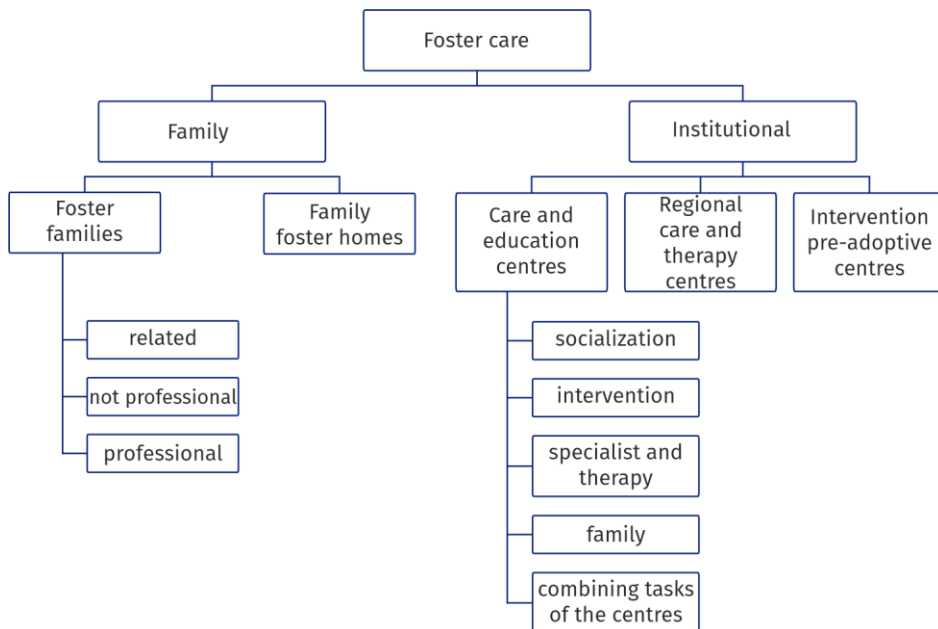 Foster care
Family
Institutional
Foster
families
Family
foster homes
Care and
education
centres
Regional
care and
therapy
centres
Intervention
pre-adoptive
centres
related
not professional
professional
socialization
intervention
specialist and
therapy
family
combining tasks
of the centres